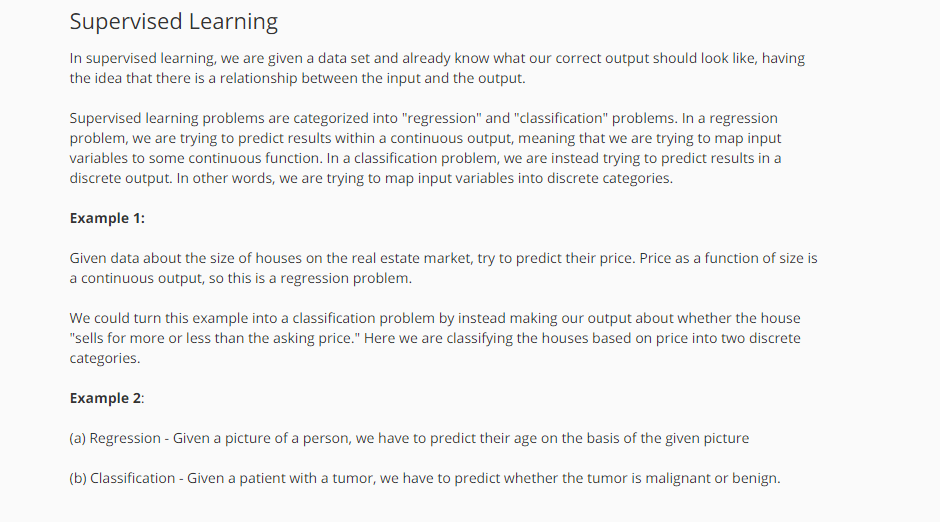 Supervised Learning
In supervised learning, we are given a data set and already know what our correct output should look like, having
the idea that there is a relationship between the input and the output.
Supervised learning problems are categorized into "regression" and "classification" problems. In a regression
problem, we are trying to predict results within a continuous output, meaning that we are trying to map input
variables to some continuous function. In a classification problem, we are instead trying to predict results in a
discrete output. In other words, we are trying to map input variables into discrete categories.
Example 1:
Given data about the size of houses on the real estate market, try to predict their price. Price as a function of size is
a continuous output, so this is a regression problem.
We could turn this example into a classification problem by instead making our output about whether the house
"sells for more or less than the asking price." Here we are classifying the houses based on price into two discrete
categories.
Example 2:
(a) Regression - Given a picture of a person, we have to predict their age on the basis of the given picture
(b) Classification - Given a patient with a tumor, we have to predict whether the tumor is malignant or benign.